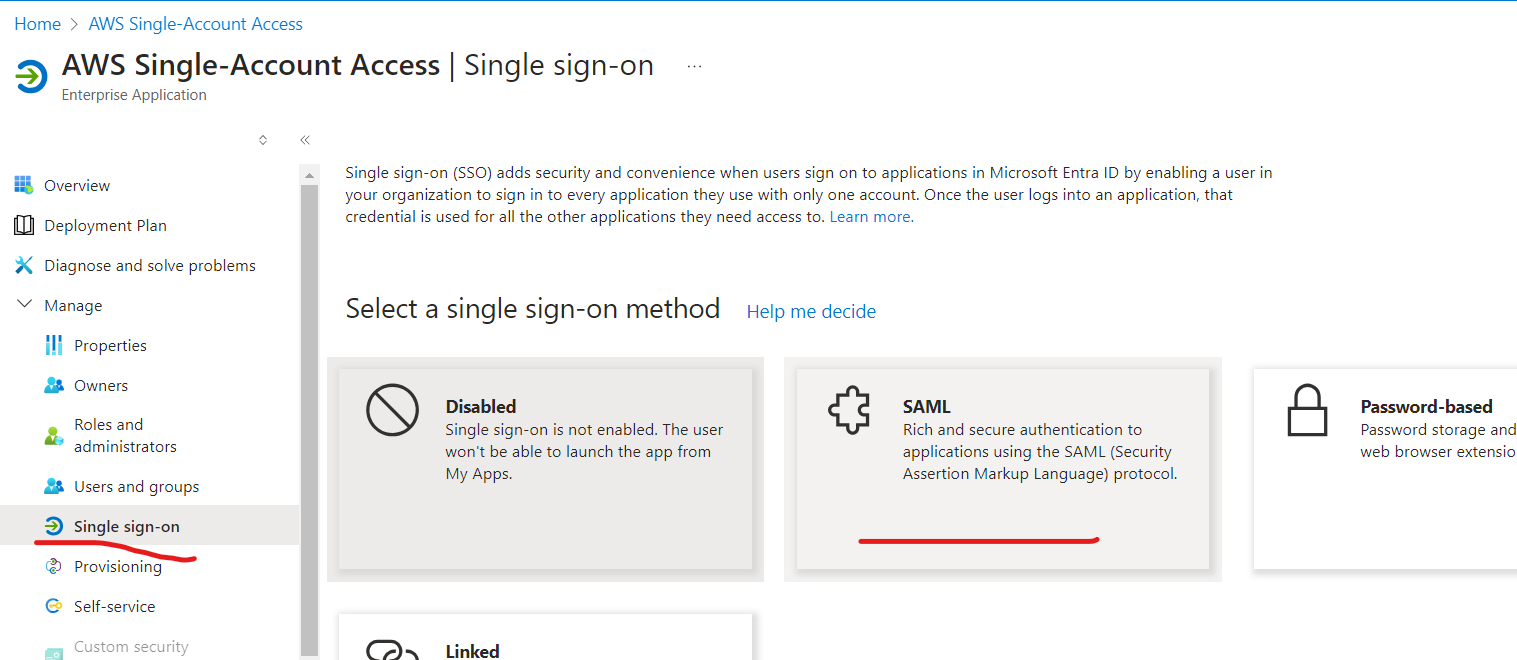 Home > AWS Single-Account Access
AWS Single-Account Access | Single sign-on ...
Enterprise Application
Overview
Deployment Plan
Diagnose and solve problems
Manage
Properties
Owners
Roles and
administrators
Users and groups
Single sign-on
Provisioning
Self-service
Custom security
Single sign-on (SSO) adds security and convenience when users sign on to applications in Microsoft Entra ID by enabling a user in
your organization to sign in to every application they use with only one account. Once the user logs into an application, that
credential is used for all the other applications they need access to. Learn more.
Select a single sign-on method Help me decide
Disabled
Single sign-on is not enabled. The user
won't be able to launch the app from
My Apps.
SAML
Rich and secure authentication to
applications using the SAML (Security
Assertion Markup Language) protocol.
Password-based
Password storage and
web browser extensio
Linked